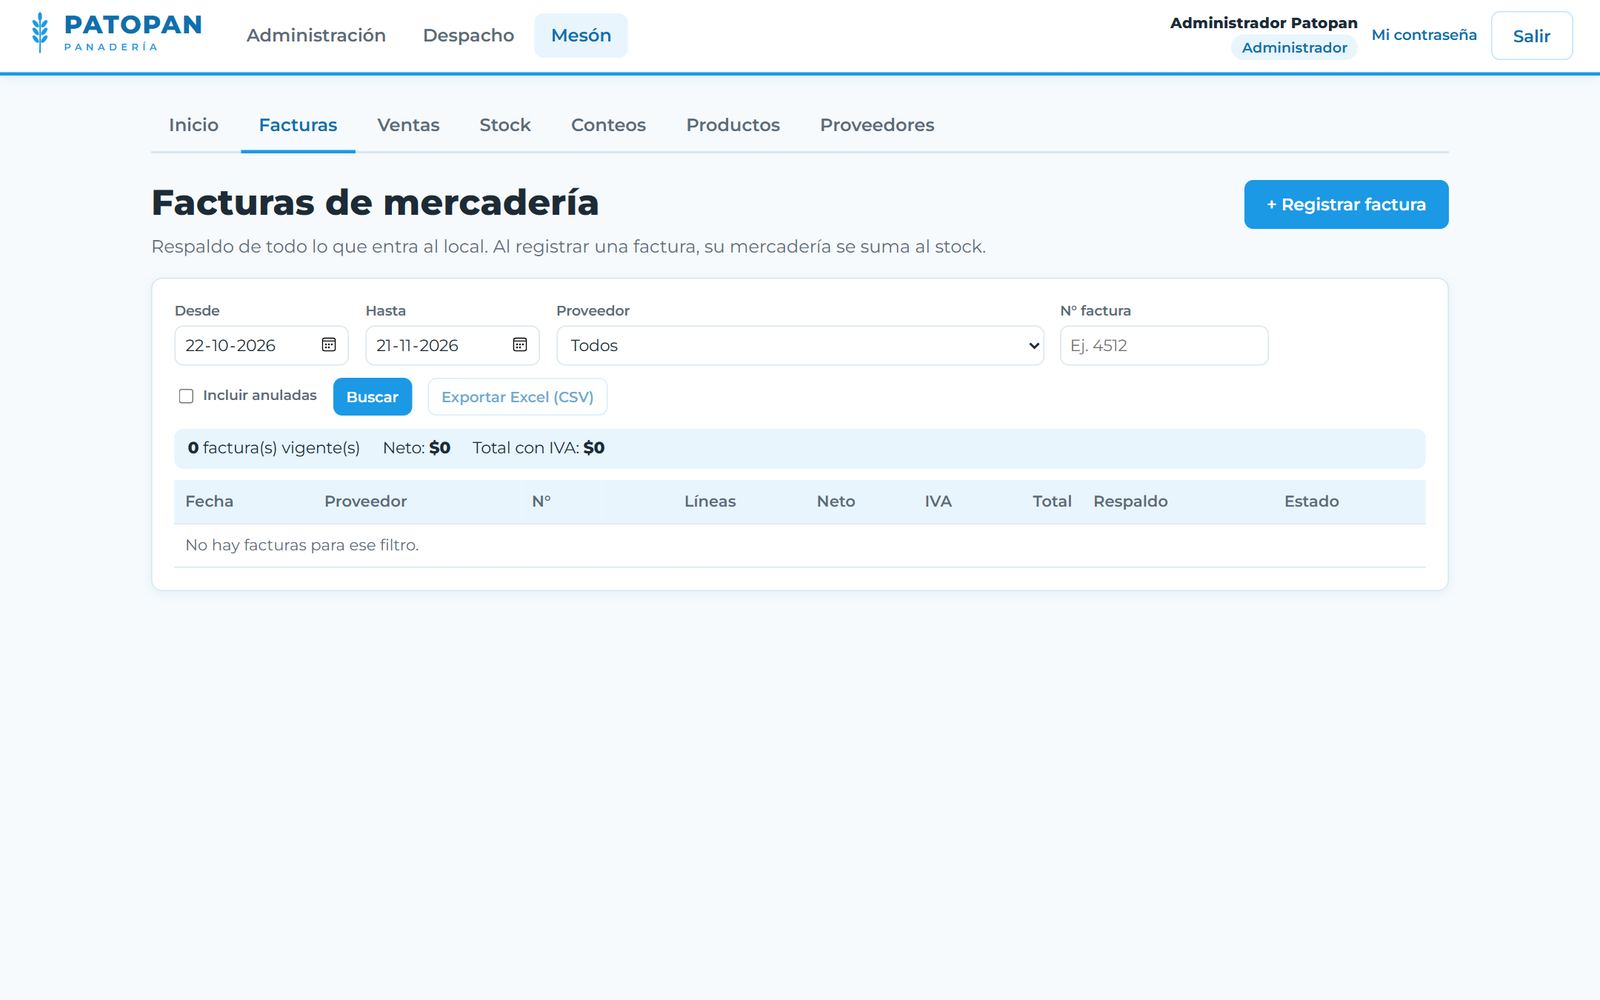 PATOPAN
PANADERÍA
Administración Despacho Mesón
Administrador Patopan
Administrador
Mi contraseña
Salir
Inicio Facturas Ventas Stock Conteos Productos Proveedores
Facturas de mercadería
+ Registrar factura
Respaldo de todo lo que entra al local. Al registrar una factura, su mercadería se suma al stock.
Desde Hasta Proveedor N° factura
22-10-2026 21-11-2026 Todos Ej. 4512
Incluir anuladas Buscar Exportar Excel (CSV)
0 factura(s) vigente(s) Neto: $0 Total con IVA: $0
Fecha Proveedor N° Líneas Neto IVA Total Respaldo Estado
No hay facturas para ese filtro.